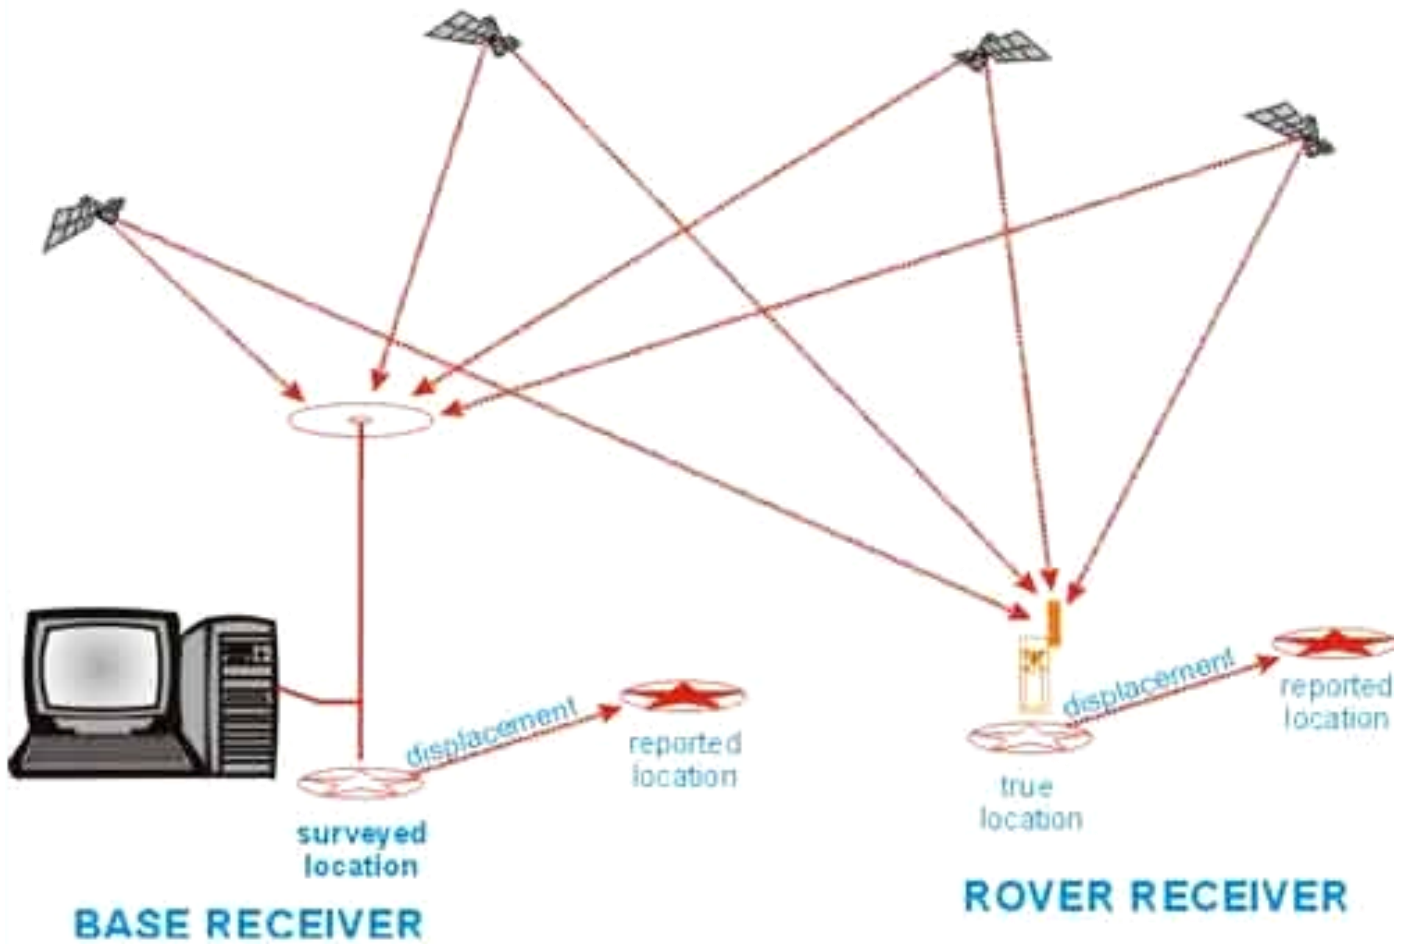 displacement
reported
location
surveyed
location
BASE RECEIVER
displacement
reported
location
true
location
ROVER RECEIVER